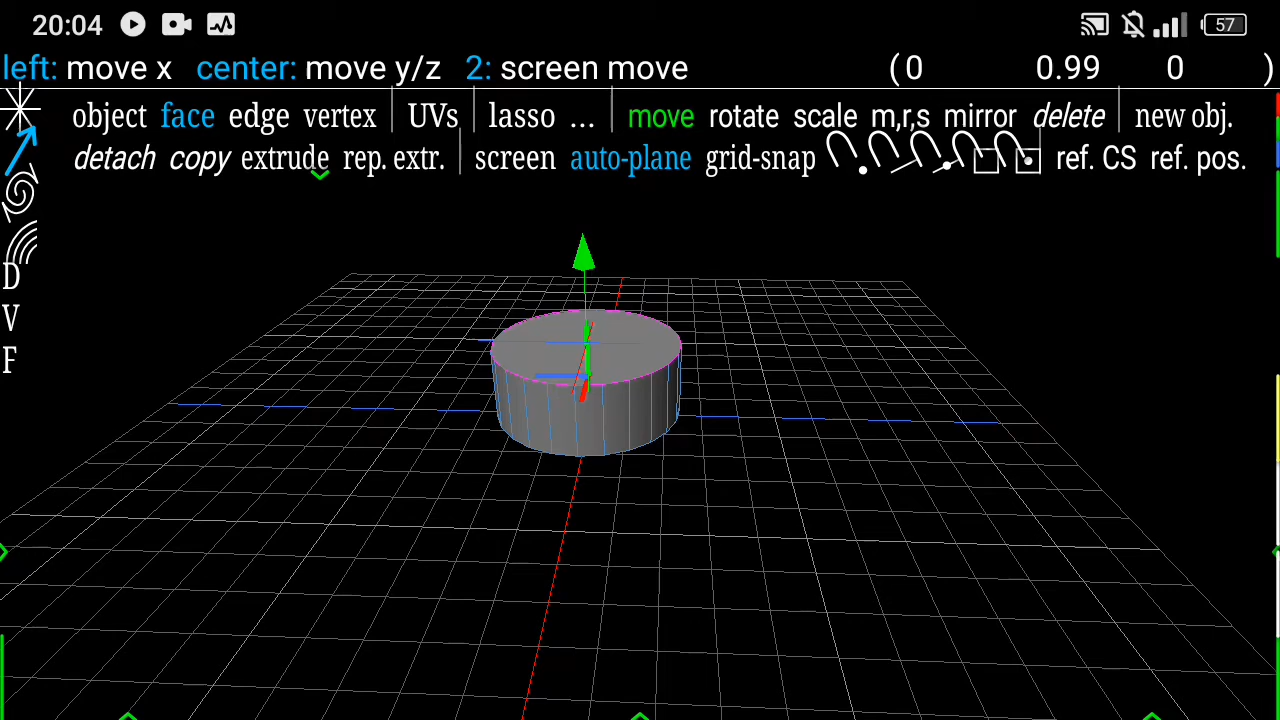 20:04 57
left: move x center: move y/z 2: screen move (0 0.99 0 )
object face edge vertex UVs lasso ... move rotate scale m,r,s mirror delete new obj.
detach copy extrude rep. extr. screen auto-plane grid-snap ref. CS ref. pos.
D
V
F